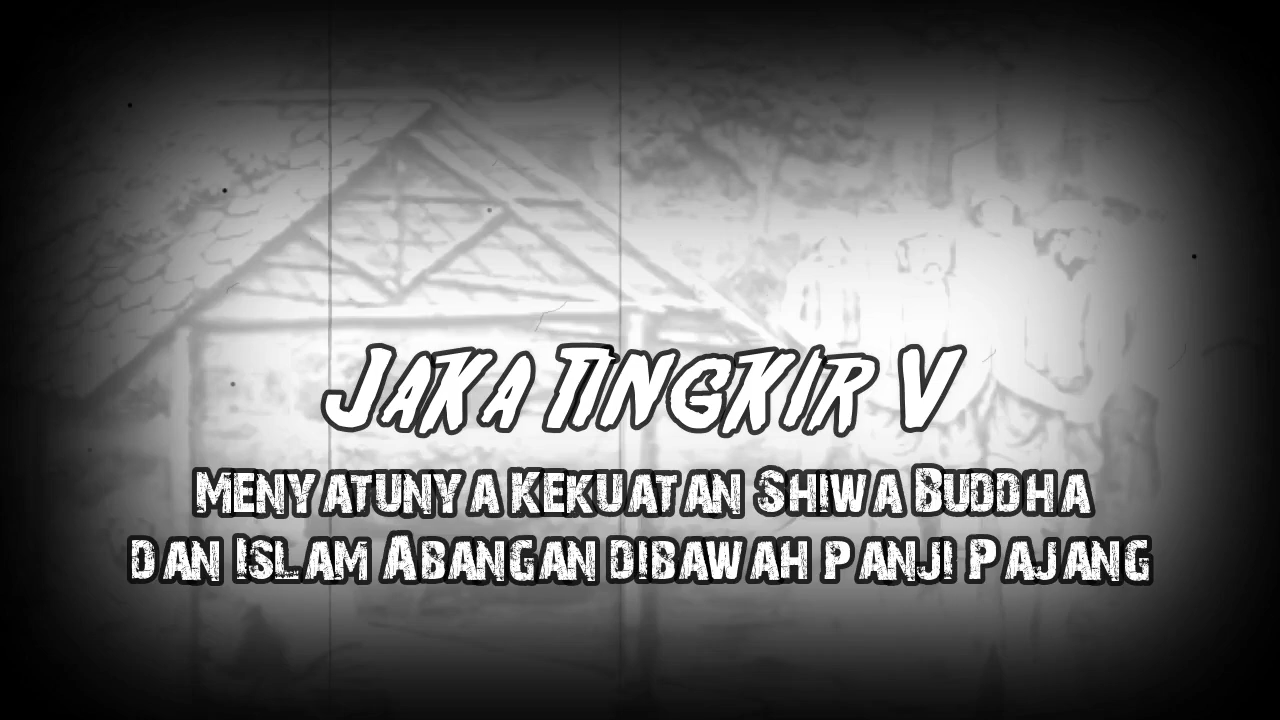 Jaka Tingkir V
Menyatunya Kekuatan Shiwa Buddha
dan Islam Abangan dibawah panji Pajang